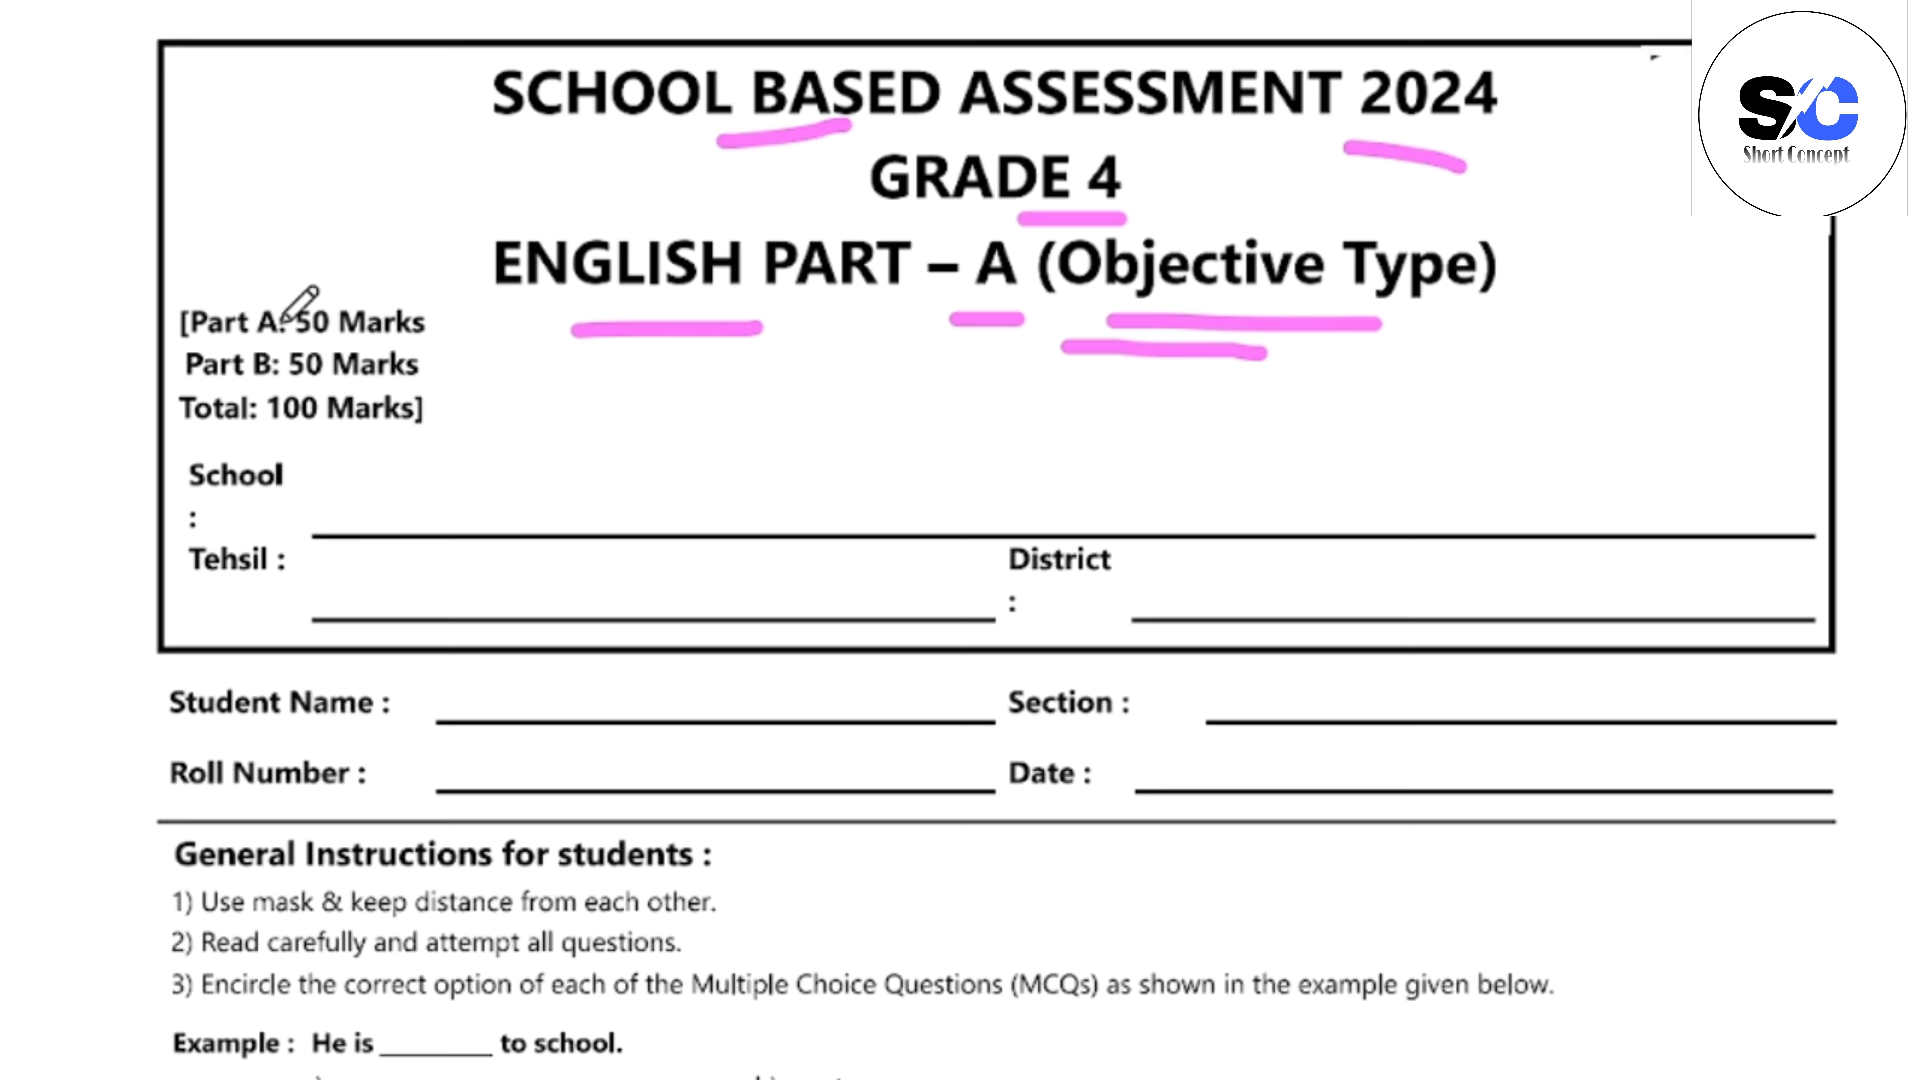 SCHOOL BASED ASSESSMENT 2024
GRADE 4
ENGLISH PART – A (Objective Type)
[Part A: 50 Marks
Part B: 50 Marks
Total: 100 Marks]
School
:
Tehsil :
District
:
Student Name :
Section :
Roll Number :
Date :
General Instructions for students :
1) Use mask & keep distance from each other.
2) Read carefully and attempt all questions.
3) Encircle the correct option of each of the Multiple Choice Questions (MCQs) as shown in the example given below.
Example : He is ________ to school.
SC
Short Concept